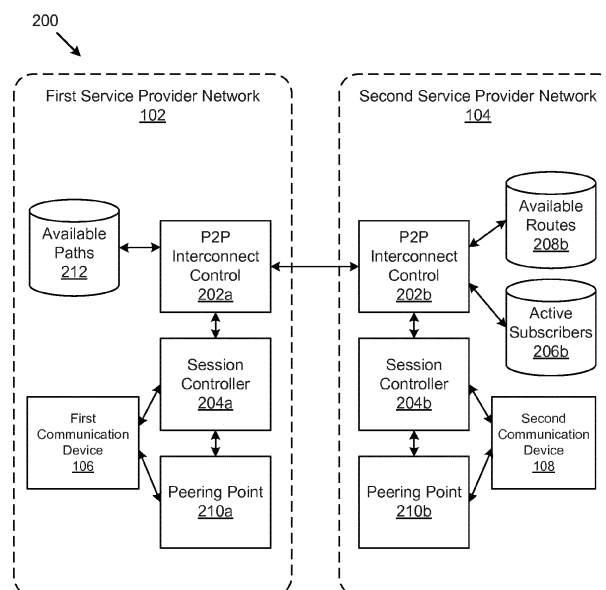 200
First Service Provider Network
102
Second Service Provider Network
104
Available
Paths
212
P2P
Interconnect
Control
202a
P2P
Interconnect
Control
202b
Available
Routes
208b
Active
Subscribers
206b
Session
Controller
204a
Session
Controller
204b
First
Communication
Device
106
Second
Communication
Device
108
Peering Point
210a
Peering Point
210b